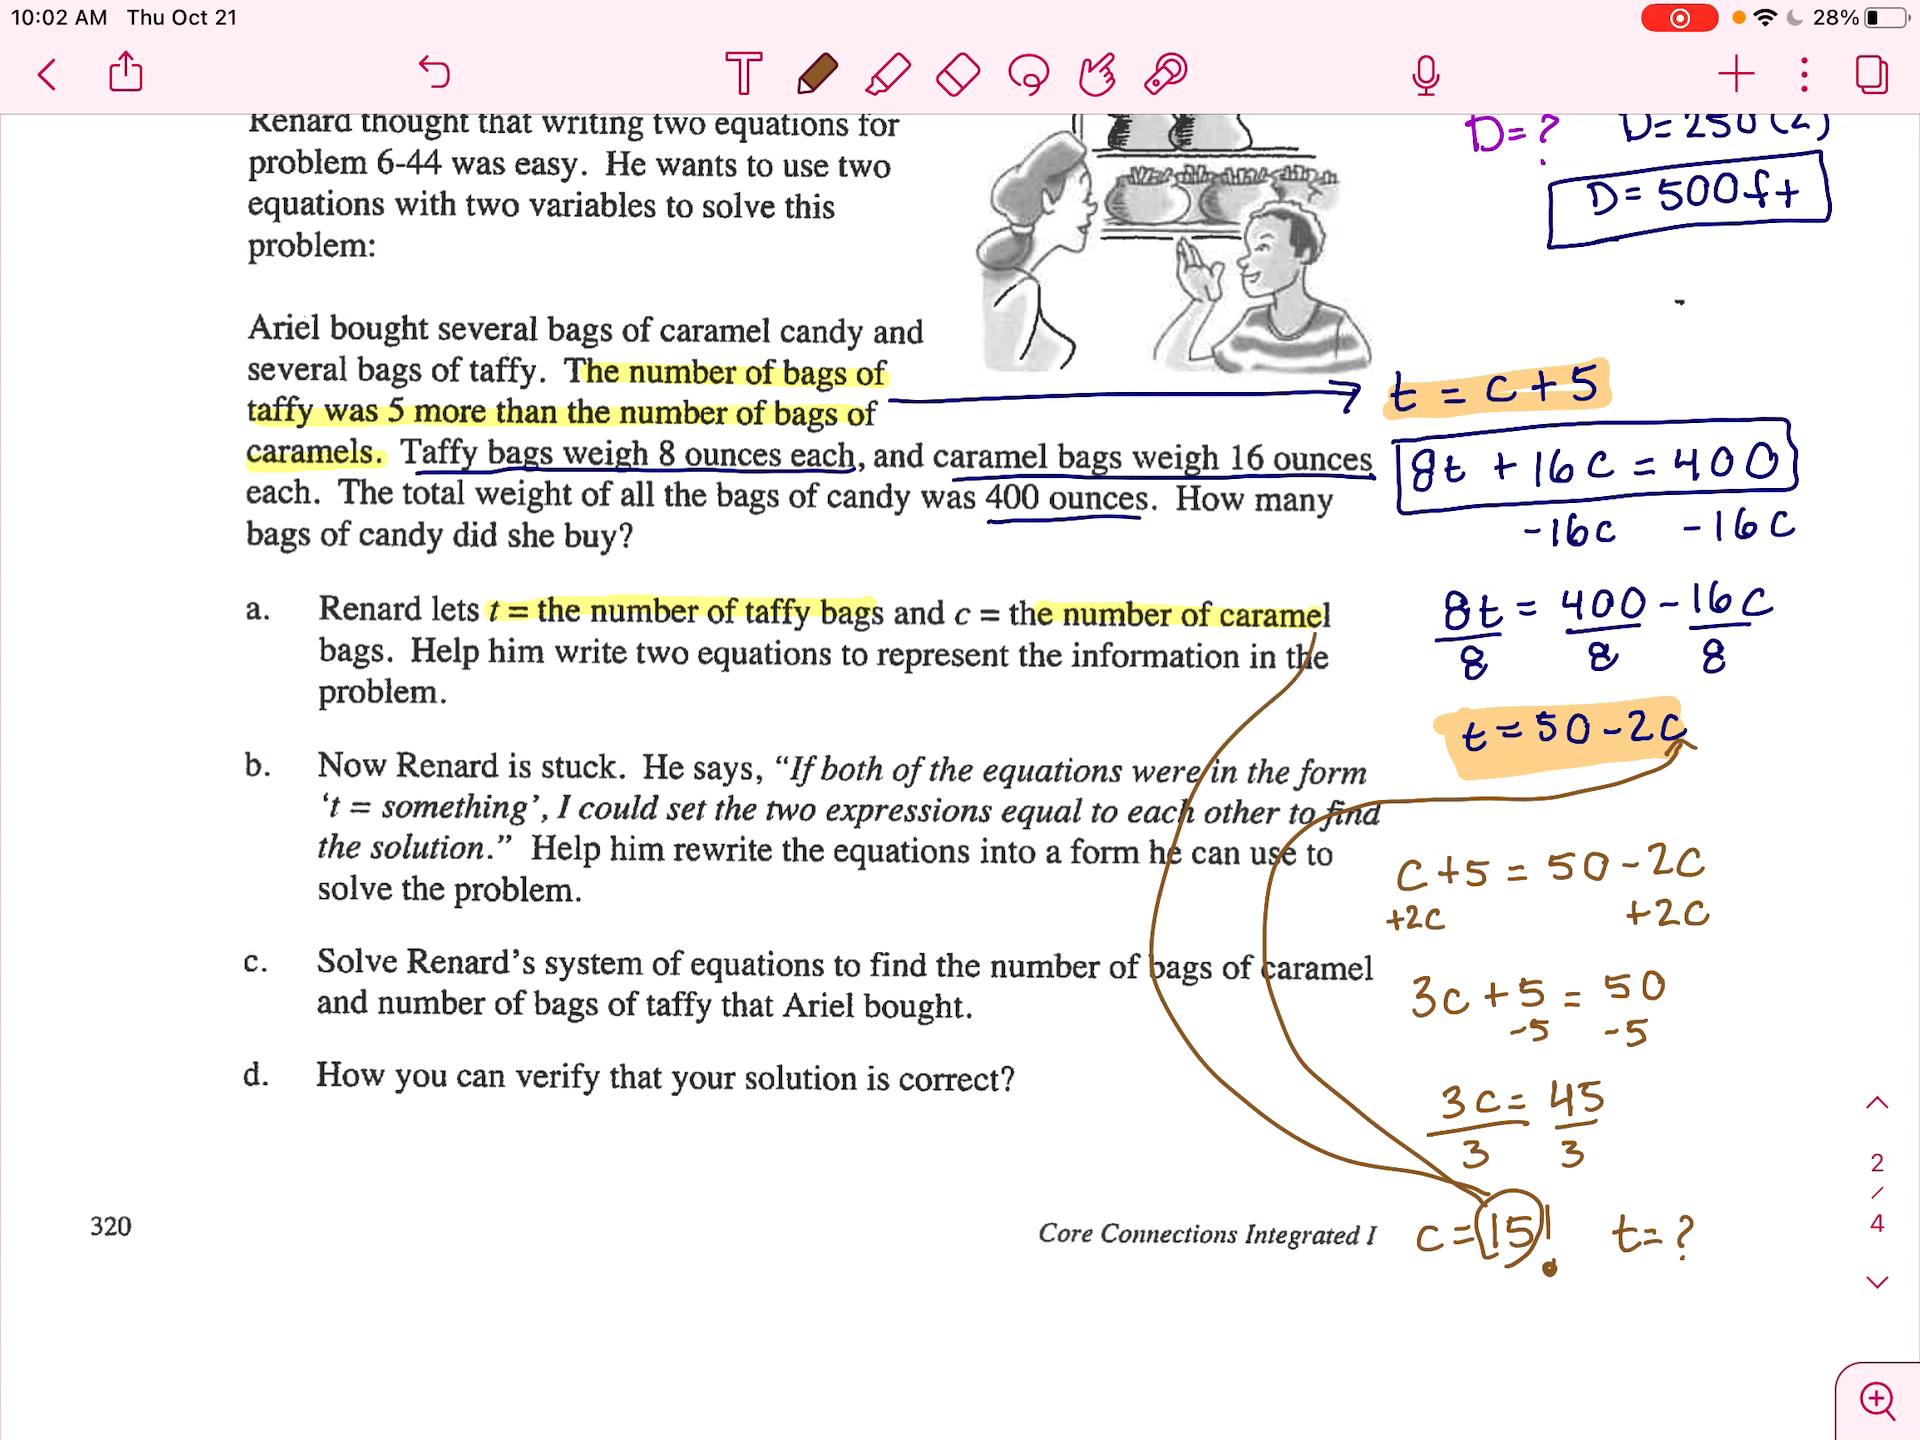 10:02 AM Thu Oct 21
28%
Renard thought that writing two equations for
problem 6-44 was easy. He wants to use two
equations with two variables to solve this
problem:
D=? D=250(2)
D=500ft
Ariel bought several bags of caramel candy and
several bags of taffy. The number of bags of
taffy was 5 more than the number of bags of
caramels. Taffy bags weigh 8 ounces each, and caramel bags weigh 16 ounces
each. The total weight of all the bags of candy was 400 ounces. How many
bags of candy did she buy?
a. Renard lets t = the number of taffy bags and c = the number of caramel
bags. Help him write two equations to represent the information in the
problem.
b. Now Renard is stuck. He says, “If both of the equations were in the form
‘t = something’, I could set the two expressions equal to each other to find
the solution.” Help him rewrite the equations into a form he can use to
solve the problem.
c. Solve Renard’s system of equations to find the number of bags of caramel
and number of bags of taffy that Ariel bought.
d. How you can verify that your solution is correct?
t = c+5
8t + 16c = 400
-16c -16c
8t = 400 - 16c
8 8 8
t=50-2c
c+5 = 50-2c
+2c +2c
3c+5 = 50
-5 -5
3c= 45
3 3
c=15! t=?
320
Core Connections Integrated I
2
/
4